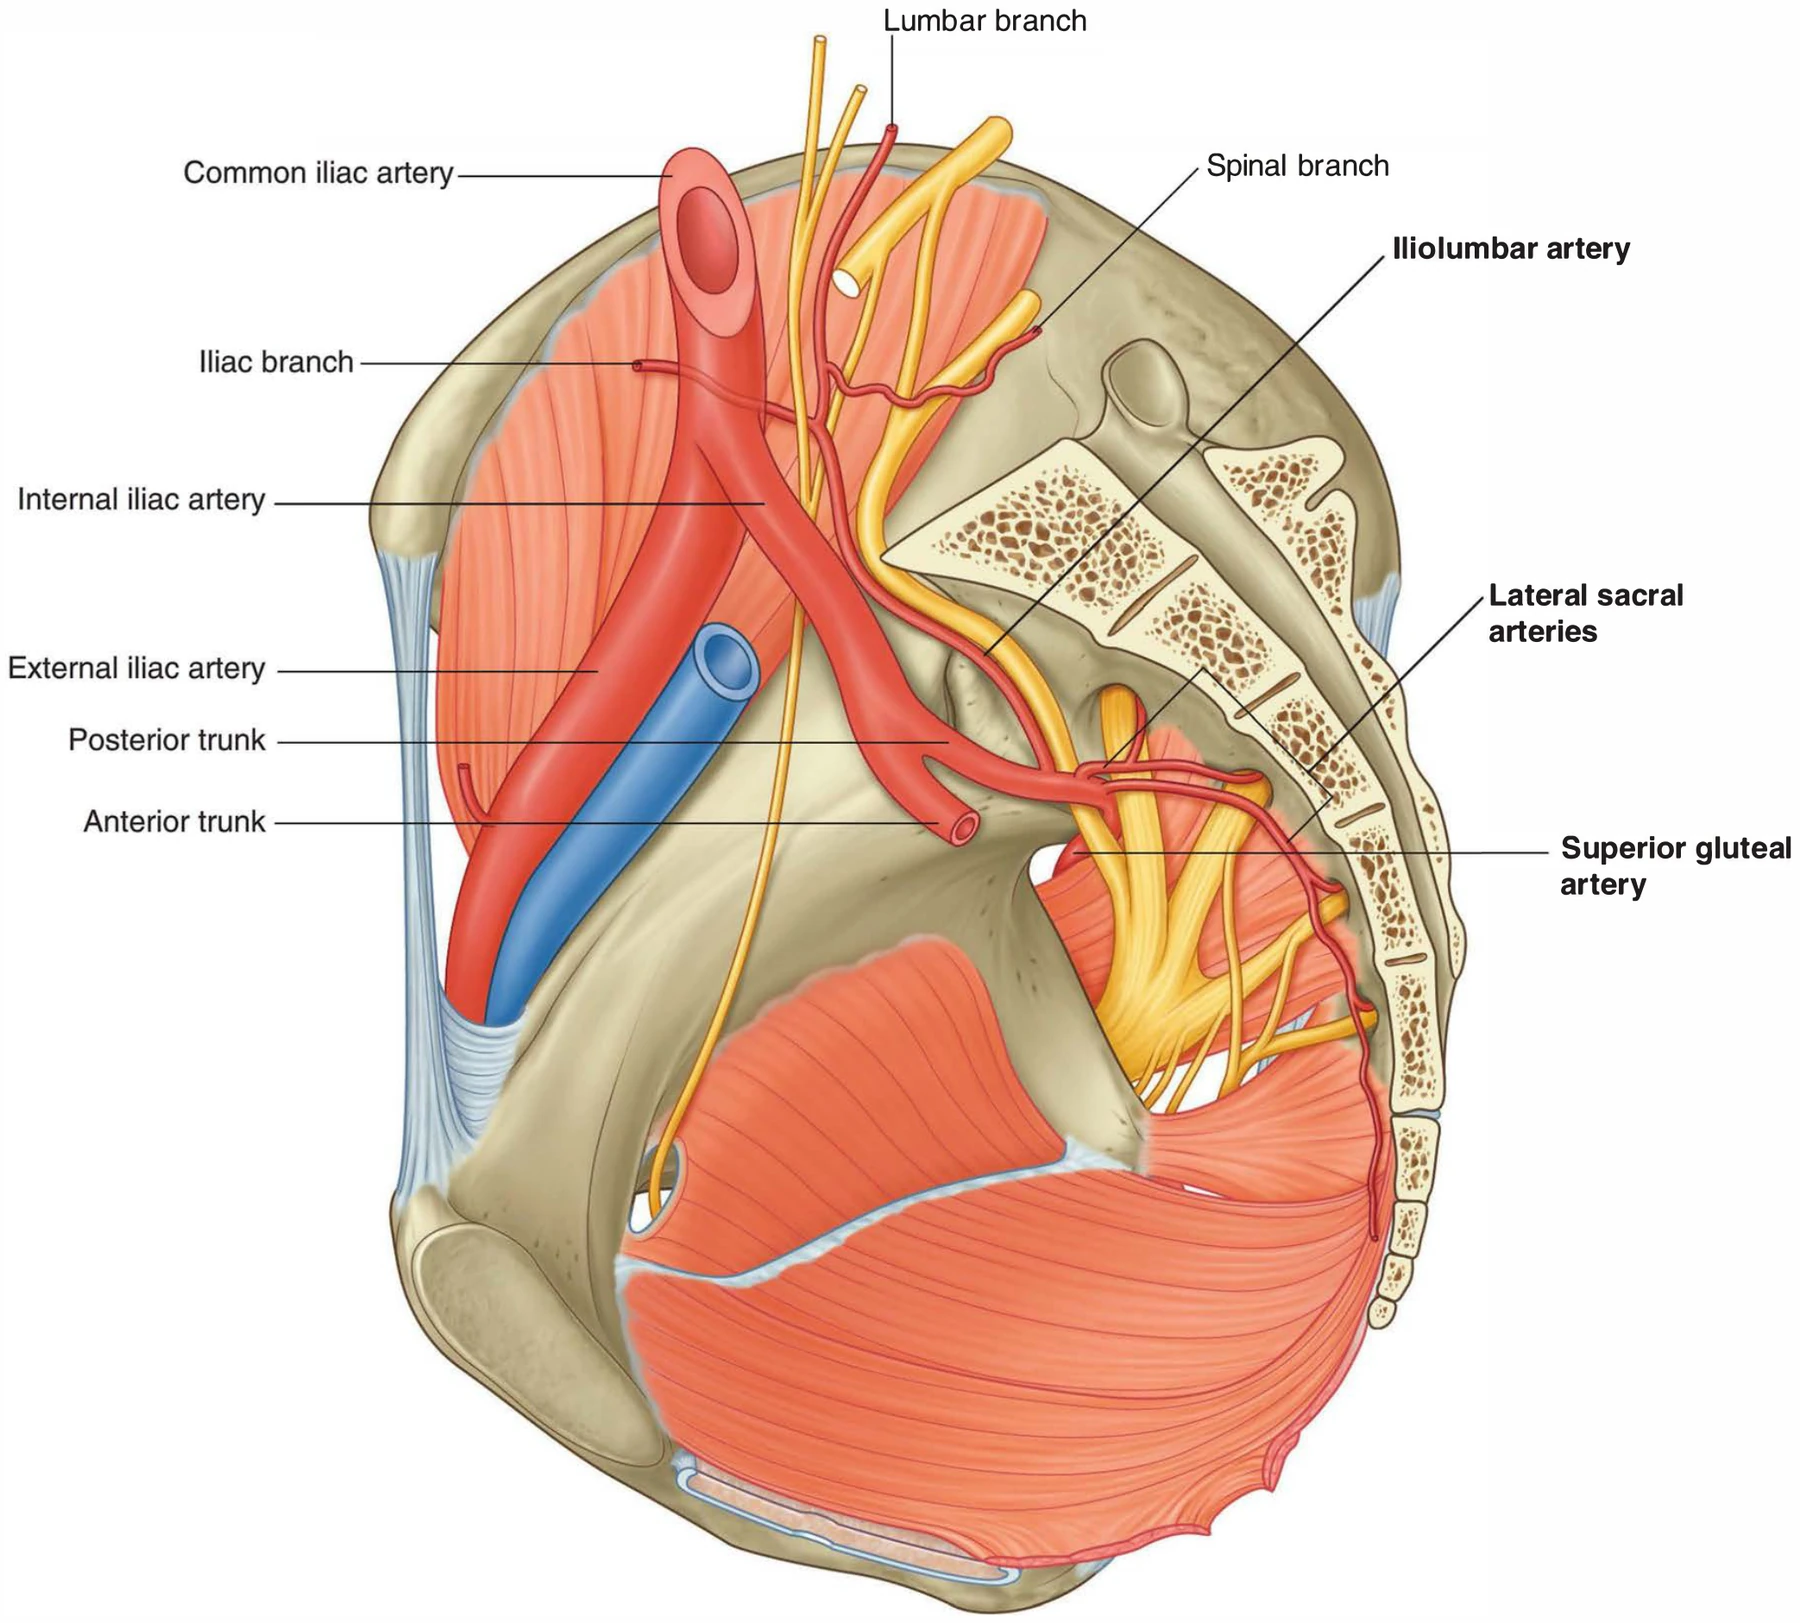 Lumbar branch
Common iliac artery
Spinal branch
Iliolumbar artery
Iliac branch
Internal iliac artery
Lateral sacral
arteries
External iliac artery
Posterior trunk
Anterior trunk
Superior gluteal
artery